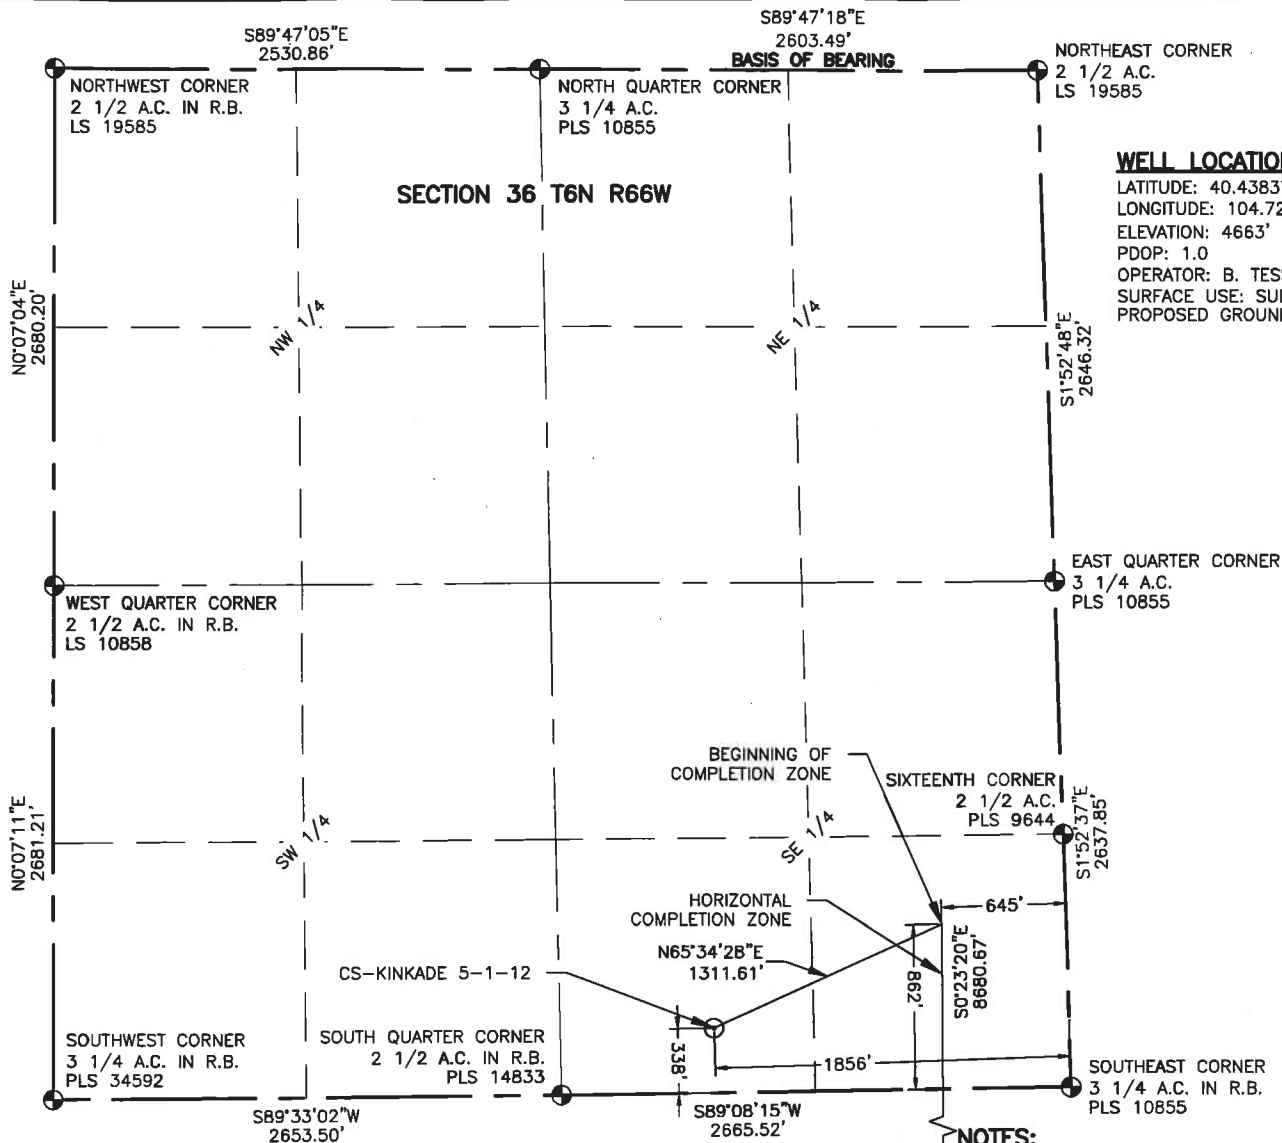 S89°47'05"E
2530.86'
S89°47'18"E
2603.49'
BASIS OF BEARING
NORTHWEST CORNER
2 1/2 A.C. IN R.B.
LS 19585
NORTH QUARTER CORNER
3 1/4 A.C.
PLS 10855
NORTHEAST CORNER
2 1/2 A.C.
LS 19585
SECTION 36 T6N R66W
WELL LOCATION
LATITUDE: 40.4383
LONGITUDE: 104.72
ELEVATION: 4663'
PDOP: 1.0
OPERATOR: B. TES
SURFACE USE: SU
PROPOSED GROUND
N0°07'04"E
2680.20'
NW 1/4
NE 1/4
S1°52'48"E
2646.32'
WEST QUARTER CORNER
2 1/2 A.C. IN R.B.
LS 10858
EAST QUARTER CORNER
3 1/4 A.C.
PLS 10855
BEGINNING OF
COMPLETION ZONE
SIXTEENTH CORNER
2 1/2 A.C.
PLS 9644
N0°07'11"E
2681.21'
SW 1/4
SE 1/4
S1°52'37"E
2637.85'
HORIZONTAL
COMPLETION ZONE
645'
N65°34'28"E
1311.61'
862'
S0°23'20"E
8680.67'
CS-KINKADE 5-1-12
338'
1856'
SOUTHWEST CORNER
3 1/4 A.C. IN R.B.
PLS 34592
SOUTH QUARTER CORNER
2 1/2 A.C. IN R.B.
PLS 14833
SOUTHEAST CORNER
3 1/4 A.C. IN R.B.
PLS 10855
S89°33'02"W
2653.50'
S89°08'15"W
2665.52'
NOTES: